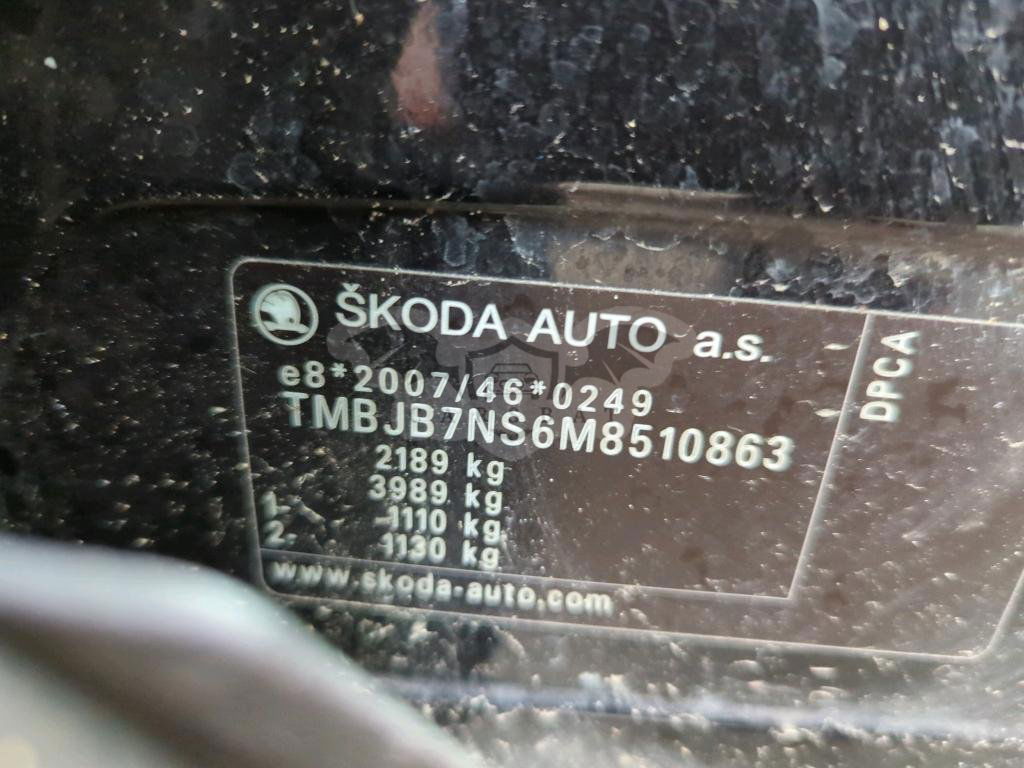 ŠKODA AUTO a.s.
DPCA
e8*2007/46*0249
TMBJB7NS6M8510863
2189 kg
3989 kg
1- 1110 kg
2- 1130 kg
www.skoda-auto.com